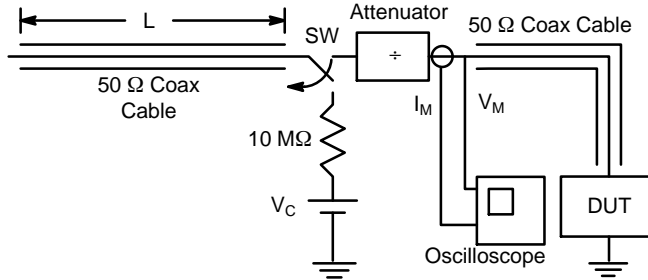 L
SW
Attenuator
50 Ω Coax Cable
÷
50 Ω Coax
Cable
I_M
V_M
10 MΩ
V_C
DUT
Oscilloscope